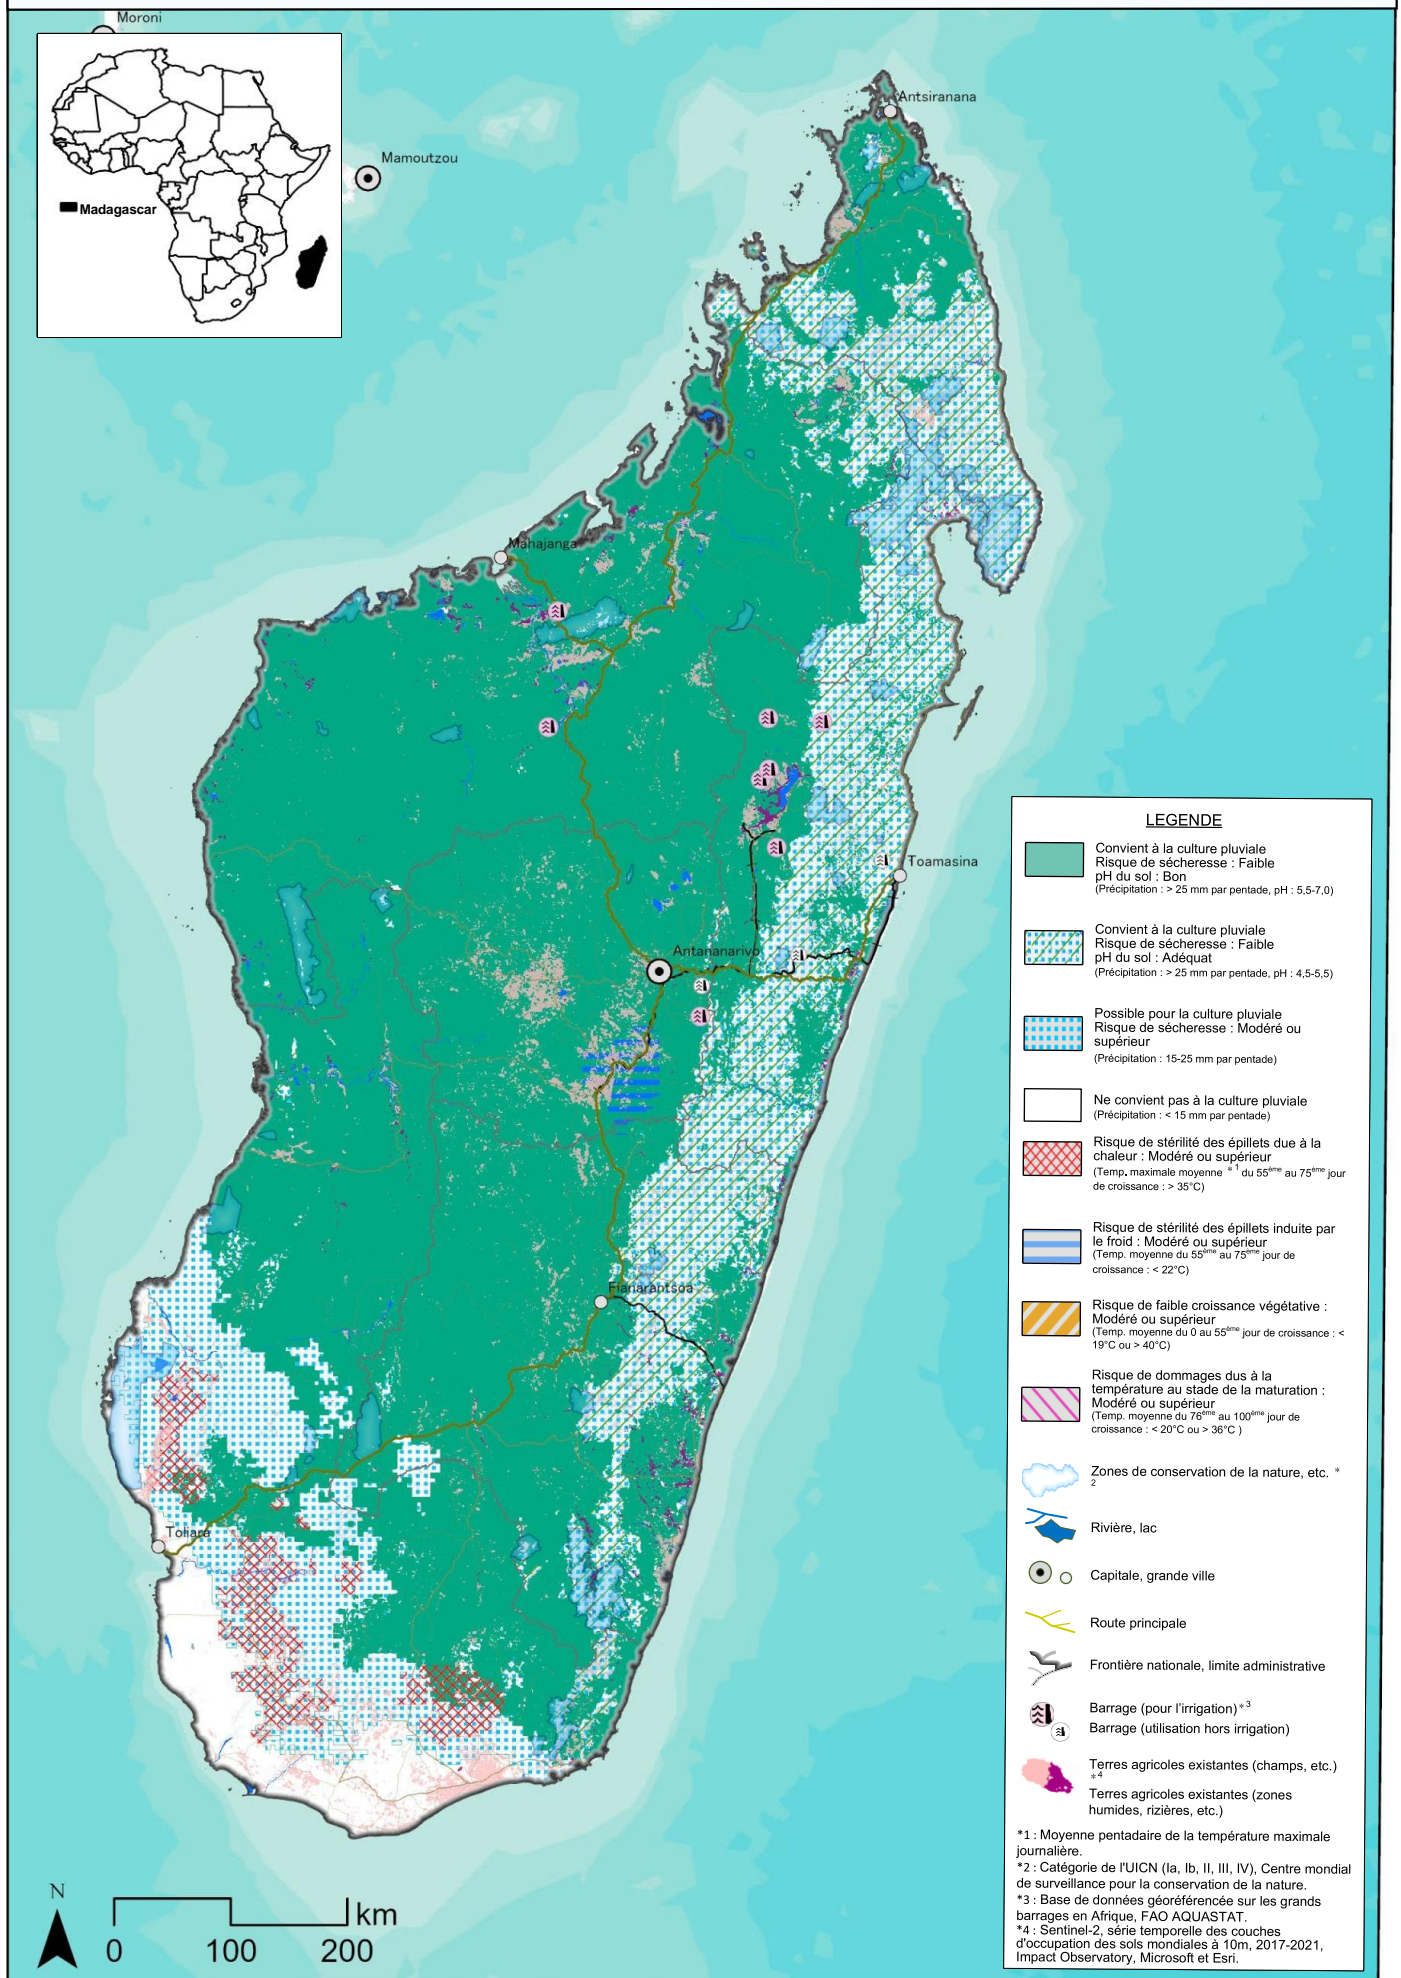 Moroni
Mamoutzou
Madagascar
Antsiranana
Mahajanga
Toamasina
Antananarivo
Fianarantsoa
Toliara
LEGENDE
Convient à la culture pluviale
Risque de sécheresse : Faible
pH du sol : Bon
(Précipitation : > 25 mm par pentade, pH : 5,5-7,0)
Convient à la culture pluviale
Risque de sécheresse : Faible
pH du sol : Adéquat
(Précipitation : > 25 mm par pentade, pH : 4,5-5,5)
Possible pour la culture pluviale
Risque de sécheresse : Modéré ou
supérieur
(Précipitation : 15-25 mm par pentade)
Ne convient pas à la culture pluviale
(Précipitation : < 15 mm par pentade)
Risque de stérilité des épillets due à la
chaleur : Modéré ou supérieur
(Temp. maximale moyenne *1 du 55ème au 75ème jour
de croissance : > 35°C)
Risque de stérilité des épillets induite par
le froid : Modéré ou supérieur
(Temp. moyenne du 55ème au 75ème jour de
croissance : < 22°C)
Risque de faible croissance végétative :
Modéré ou supérieur
(Temp. moyenne du 0 au 55ème jour de croissance : <
19°C ou > 40°C)
Risque de dommages dus à la
température au stade de la maturation :
Modéré ou supérieur
(Temp. moyenne du 76ème au 100ème jour de
croissance : < 20°C ou > 36°C )
Zones de conservation de la nature, etc. *
2
Rivière, lac
Capitale, grande ville
Route principale
Frontière nationale, limite administrative
Barrage (pour l'irrigation)*3
Barrage (utilisation hors irrigation)
Terres agricoles existantes (champs, etc.)
*4
Terres agricoles existantes (zones
humides, rizières, etc.)
*1 : Moyenne pentadaire de la température maximale
journalière.
*2 : Catégorie de l'UICN (Ia, Ib, II, III, IV), Centre mondial
de surveillance pour la conservation de la nature.
*3 : Base de données géoréférencée sur les grands
barrages en Afrique, FAO AQUASTAT.
*4 : Sentinel-2, série temporelle des couches
d'occupation des sols mondiales à 10m, 2017-2021,
Impact Observatory, Microsoft et Esri.
N
km
0 100 200